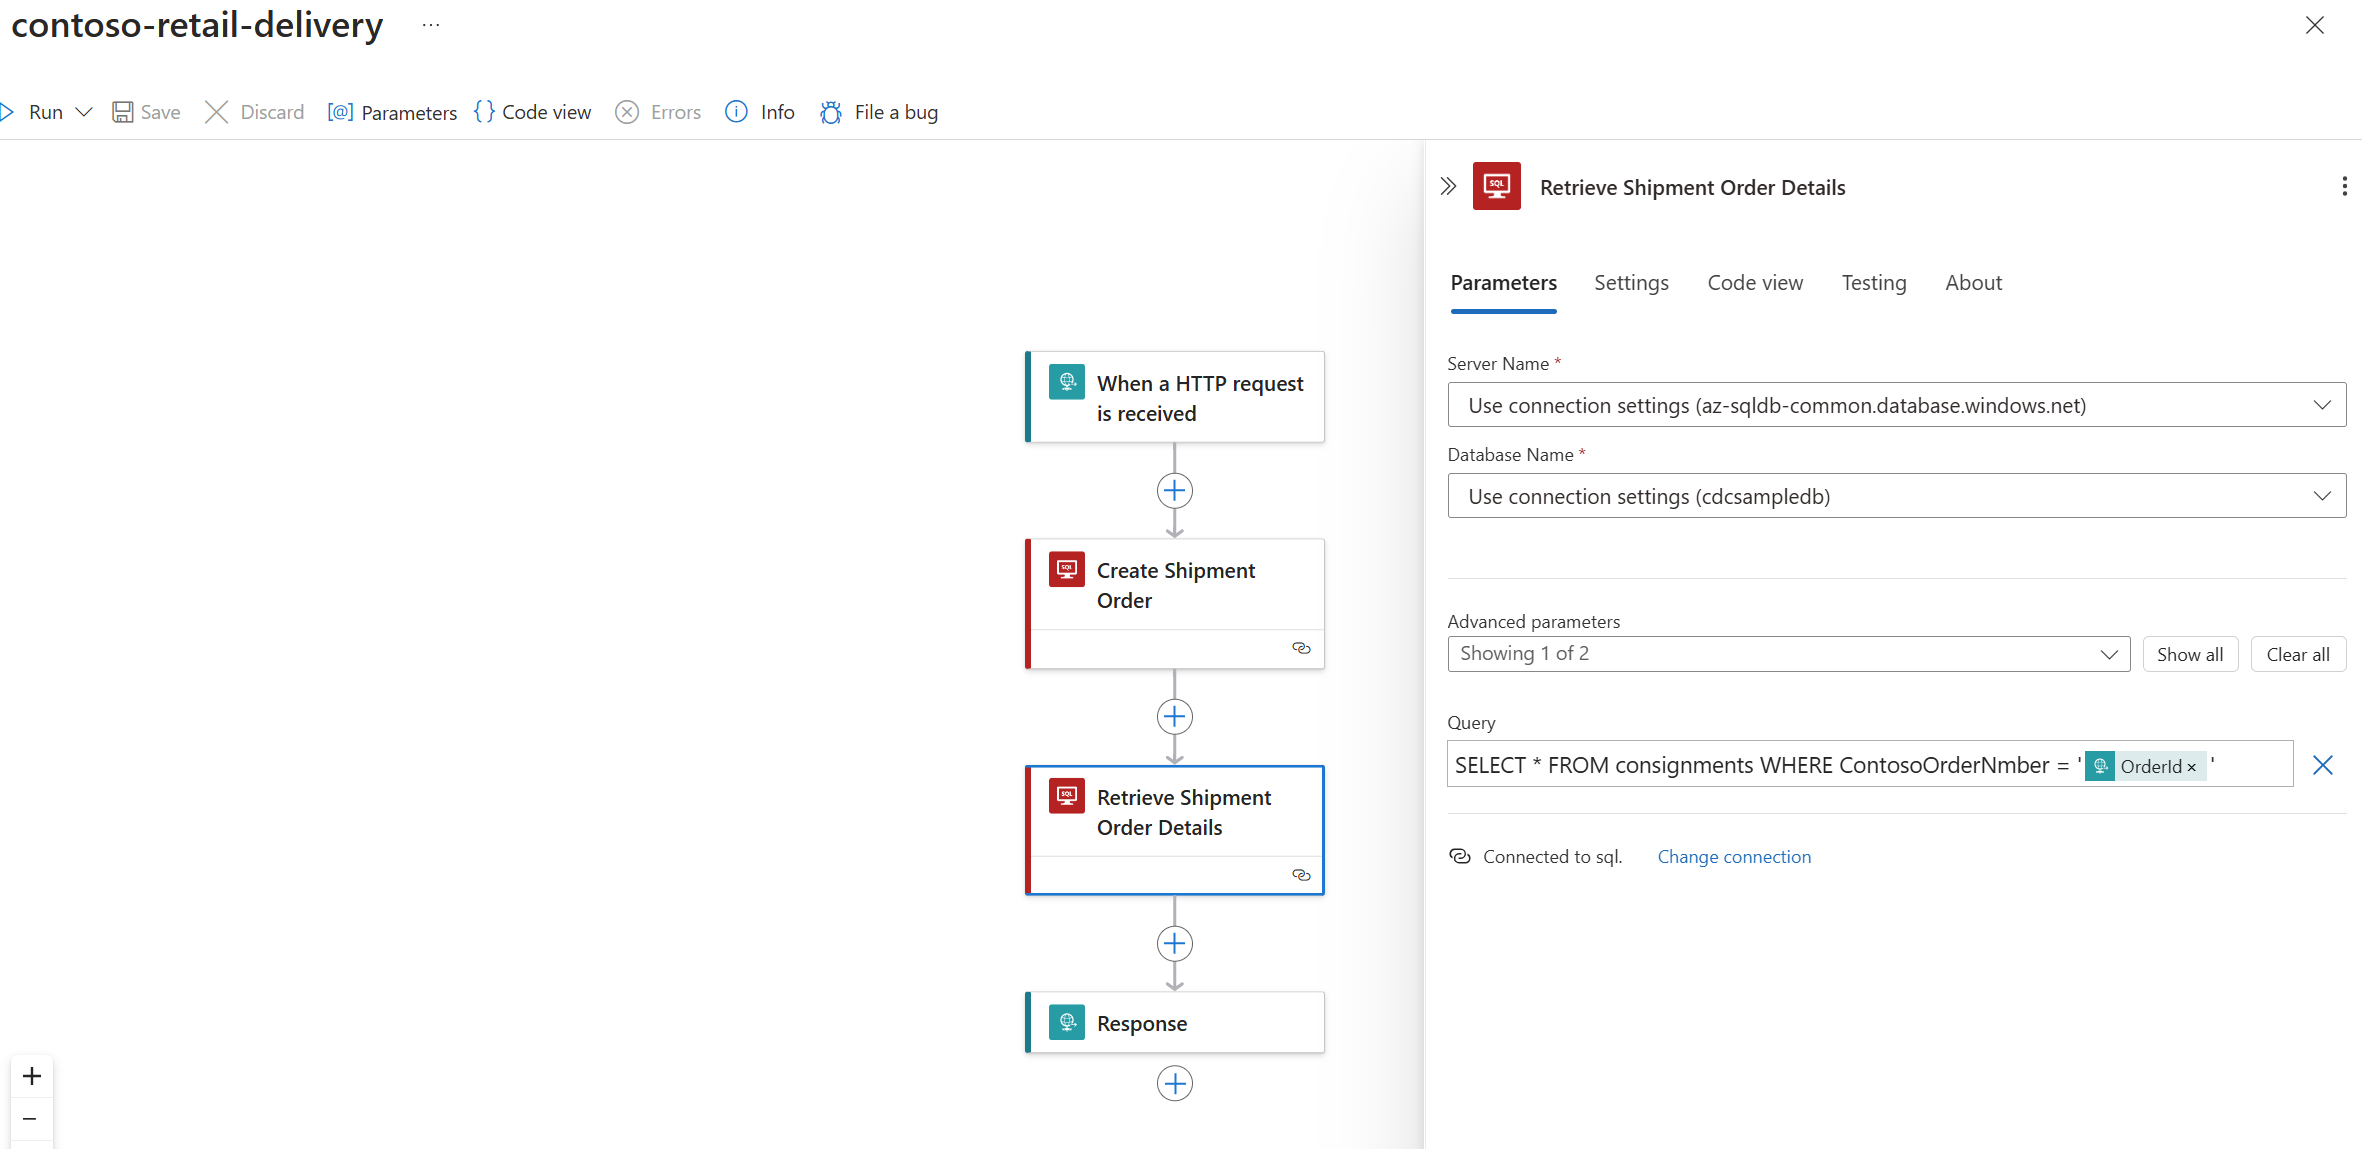 contoso-retail-delivery ...
Run Save Discard [@] Parameters {} Code view Errors Info File a bug
When a HTTP request
is received
Create Shipment
Order
Retrieve Shipment
Order Details
Response
SQL Retrieve Shipment Order Details
Parameters Settings Code view Testing About
Server Name *
Use connection settings (az-sqldb-common.database.windows.net)
Database Name *
Use connection settings (cdcsampledb)
Advanced parameters
Showing 1 of 2 Show all Clear all
Query
SELECT * FROM consignments WHERE ContosoOrderNmber = ' OrderId × '
Connected to sql. Change connection